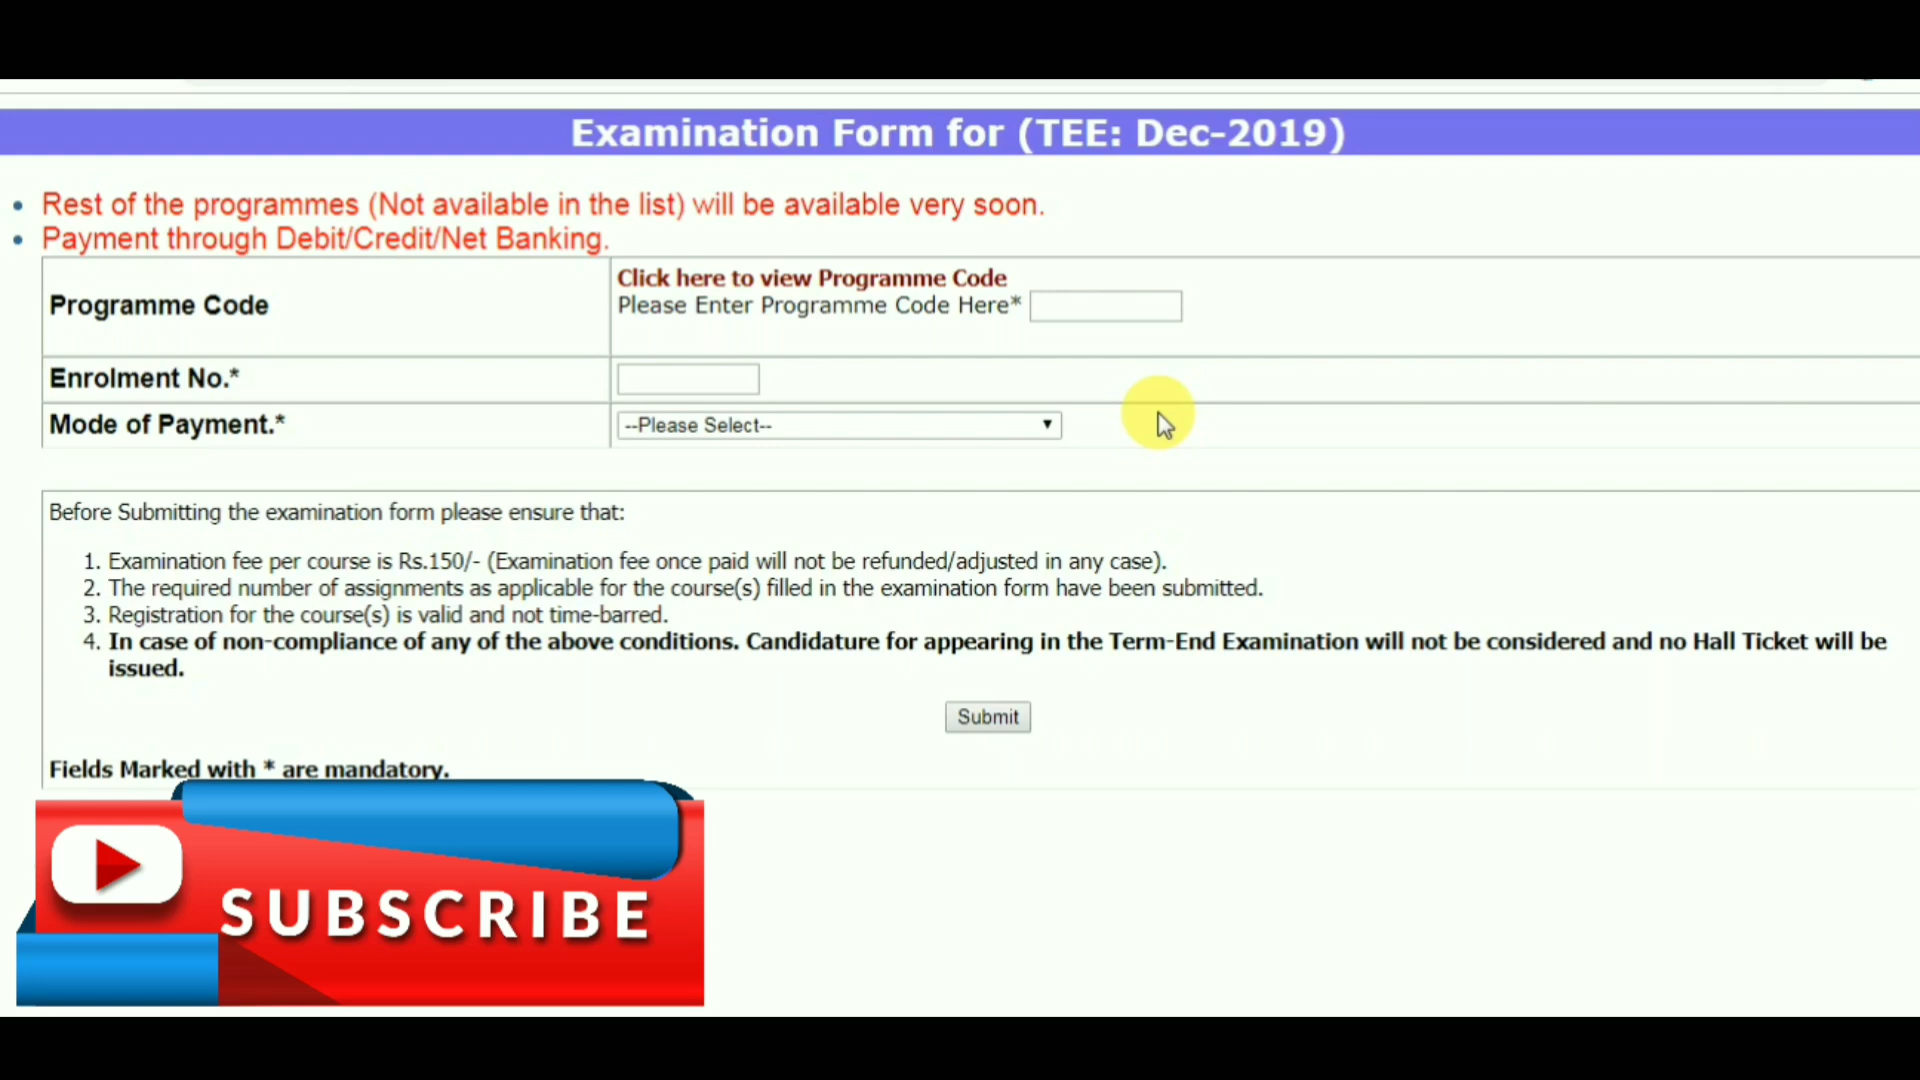 Examination Form for (TEE: Dec-2019)
• Rest of the programmes (Not available in the list) will be available very soon.
• Payment through Debit/Credit/Net Banking.
Click here to view Programme Code
Programme Code
Please Enter Programme Code Here*
Enrolment No.*
Mode of Payment.*
--Please Select--
Before Submitting the examination form please ensure that:
1. Examination fee per course is Rs.150/- (Examination fee once paid will not be refunded/adjusted in any case).
2. The required number of assignments as applicable for the course(s) filled in the examination form have been submitted.
3. Registration for the course(s) is valid and not time-barred.
4. In case of non-compliance of any of the above conditions. Candidature for appearing in the Term-End Examination will not be considered and no Hall Ticket will be
issued.
Submit
Fields Marked with * are mandatory.
SUBSCRIBE